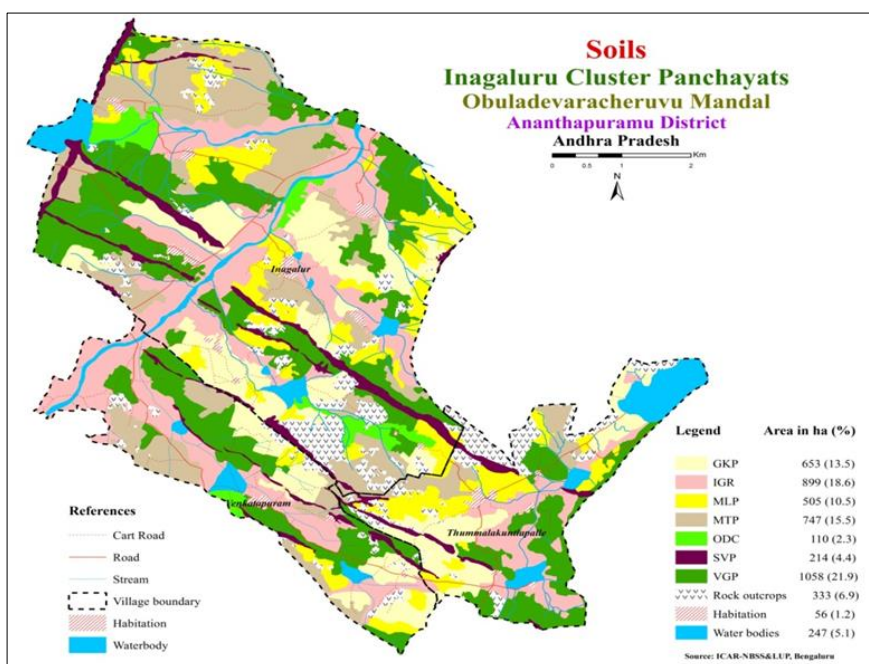 Soils
Inagaluru Cluster Panchayats
Obuladevaracheruvu Mandal
Ananthapuramu District
Andhra Pradesh
0 0.5 1 2 Km
N
Inagalur
Venkatapuram
Thummalakuntlapalle
Legend Area in ha (%)
GKP 653 (13.5)
IGR 899 (18.6)
MLP 505 (10.5)
MTP 747 (15.5)
ODC 110 (2.3)
SVP 214 (4.4)
VGP 1058 (21.9)
Rock outcrops 333 (6.9)
Habitation 56 (1.2)
Water bodies 247 (5.1)
References
Cart Road
Road
Stream
Village boundary
Habitation
Waterbody
Source: ICAR-NBSS&LUP, Bengaluru